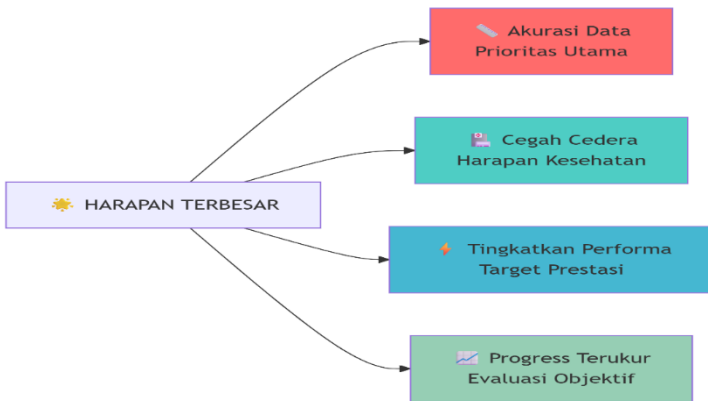 🌟 HARAPAN TERBESAR
📏 Akurasi Data
Prioritas Utama
💾 Cegah Cedera
Harapan Kesehatan
⚡ Tingkatkan Performa
Target Prestasi
📈 Progress Terukur
Evaluasi Objektif